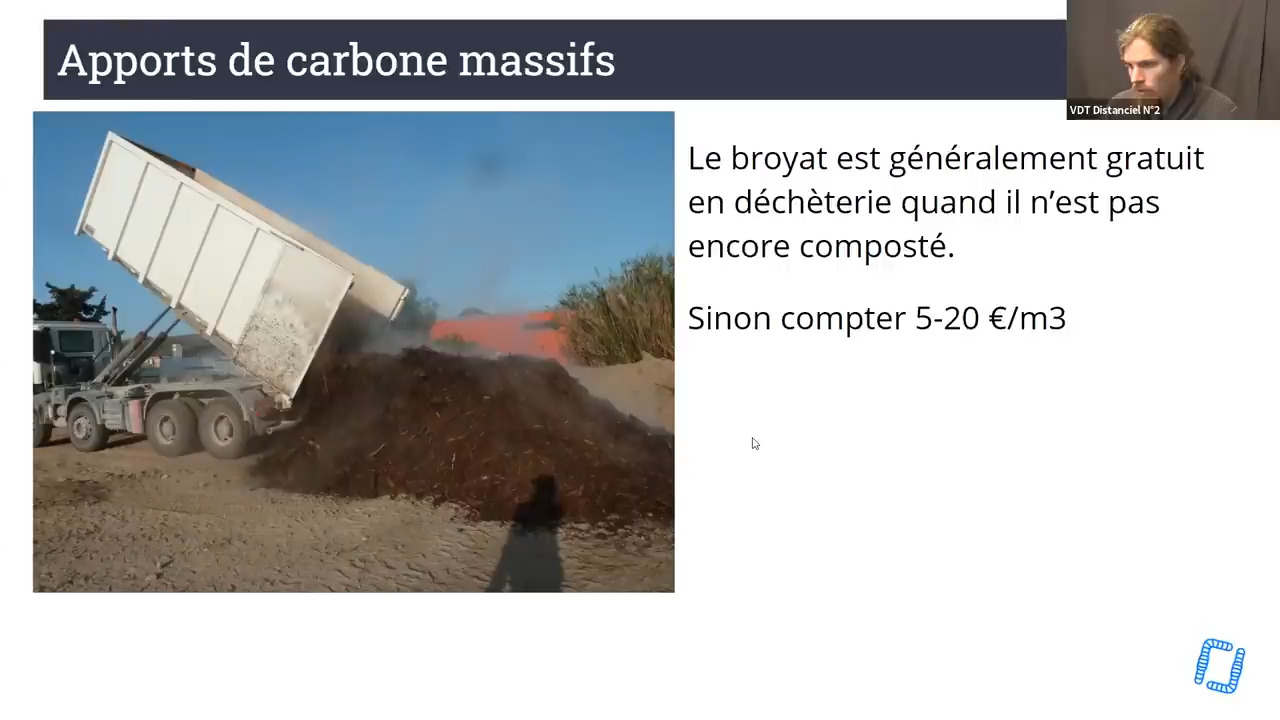 Apports de carbone massifs
VDT Distanciel N°2
Le broyat est généralement gratuit
en déchèterie quand il n’est pas
encore composté.
Sinon compter 5-20 €/m3